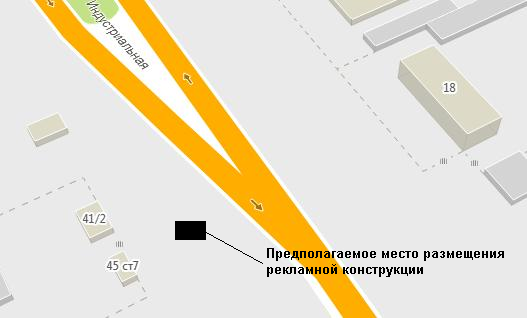 Индустриальная
18
41/2
45 ст7
Предполагаемое место размещения
рекламной конструкции